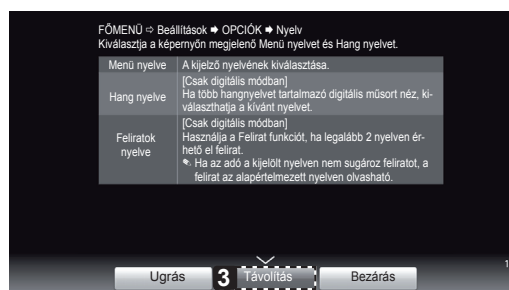 FŐMENÜ ⇨ Beállítások ➡ OPCIÓK ➡ Nyelv
Kiválasztja a képernyőn megjelenő Menü nyelvet és Hang nyelvet.
Menü nyelve A kijelző nyelvének kiválasztása.
Hang nyelve [Csak digitális módban]
Ha több hangnyelvet tartalmazó digitális műsort néz, ki-
választhatja a kívánt nyelvet.
Feliratok nyelve [Csak digitális módban]
Használja a Felirat funkciót, ha legalább 2 nyelven ér-
hető el felirat.
✎ Ha az adó a kijelölt nyelven nem sugároz feliratot, a
felirat az alapértelmezett nyelven olvasható.
1
Ugrás 3 Távolítás Bezárás